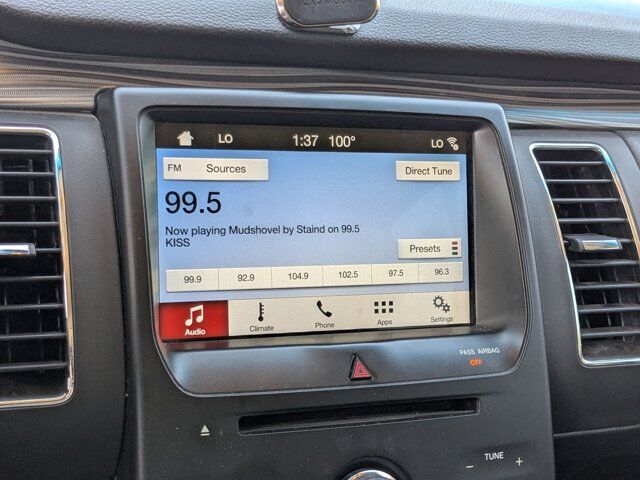 LO 1:37 100° LO
FM Sources Direct Tune
99.5
Now playing Mudshovel by Staind on 99.5
KISS
Presets
99.9 92.9 104.9 102.5 97.5 96.3
Audio Climate Phone Apps Settings
PASS AIRBAG
OFF
− TUNE +